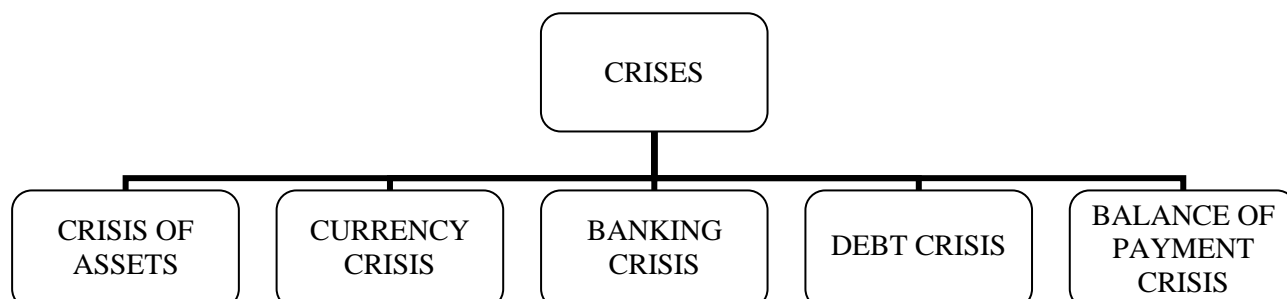 CRISES
CRISIS OF
ASSETS
CURRENCY
CRISIS
BANKING
CRISIS
DEBT CRISIS
BALANCE OF
PAYMENT
CRISIS